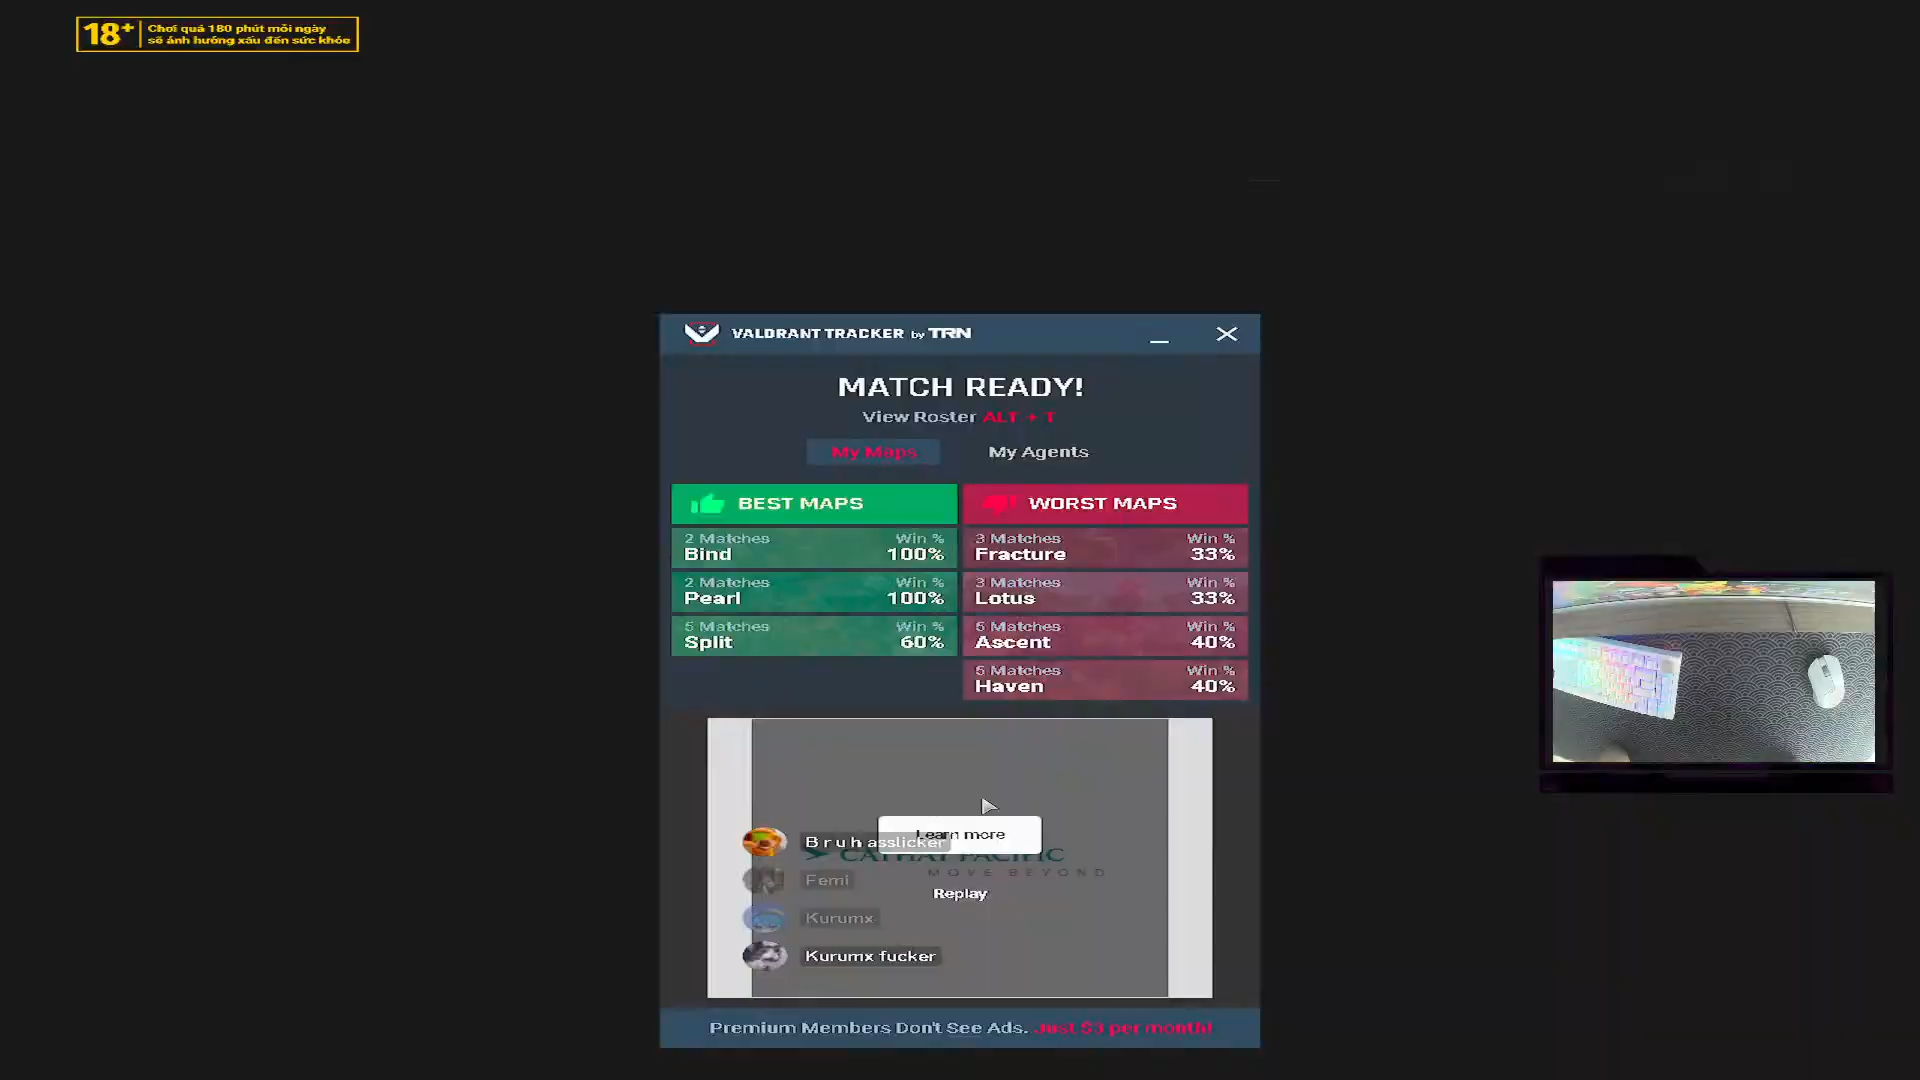 18+
Chơi quá 180 phút mỗi ngày
sẽ ảnh hưởng xấu đến sức khỏe
VALORANT TRACKER by TRN
MATCH READY!
View Roster ALT + T
My Maps
My Agents
BEST MAPS
2 Matches Win %
Bind 100%
2 Matches Win %
Pearl 100%
5 Matches Win %
Split 60%
WORST MAPS
3 Matches Win %
Fracture 33%
3 Matches Win %
Lotus 33%
5 Matches Win %
Ascent 40%
5 Matches Win %
Haven 40%
Learn more
B r u h asslicker
CATHAY PACIFIC
MOVE BEYOND
Femi
Replay
Kurumx
Kurumx fucker
Premium Members Don't See Ads. Just $3 per month!